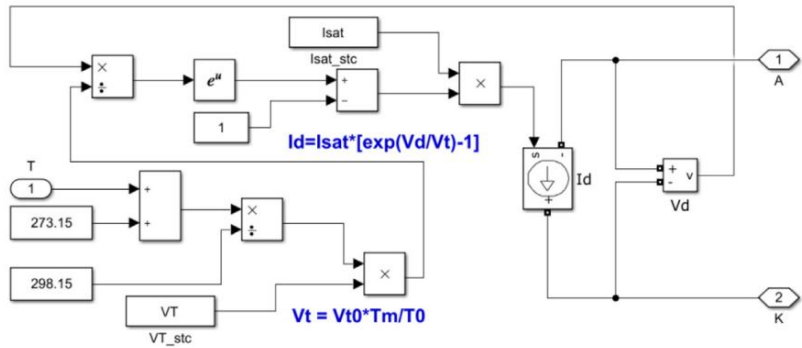 Isat
Isat_stc
×
÷
e^u
+
−
×
1
Id=Isat*[exp(Vd/Vt)-1]
1
A
s
-
+
Id
+
-
v
Vd
T
1
+
+
273.15
×
÷
298.15
×
VT
VT_stc
Vt = Vt0*Tm/T0
2
K